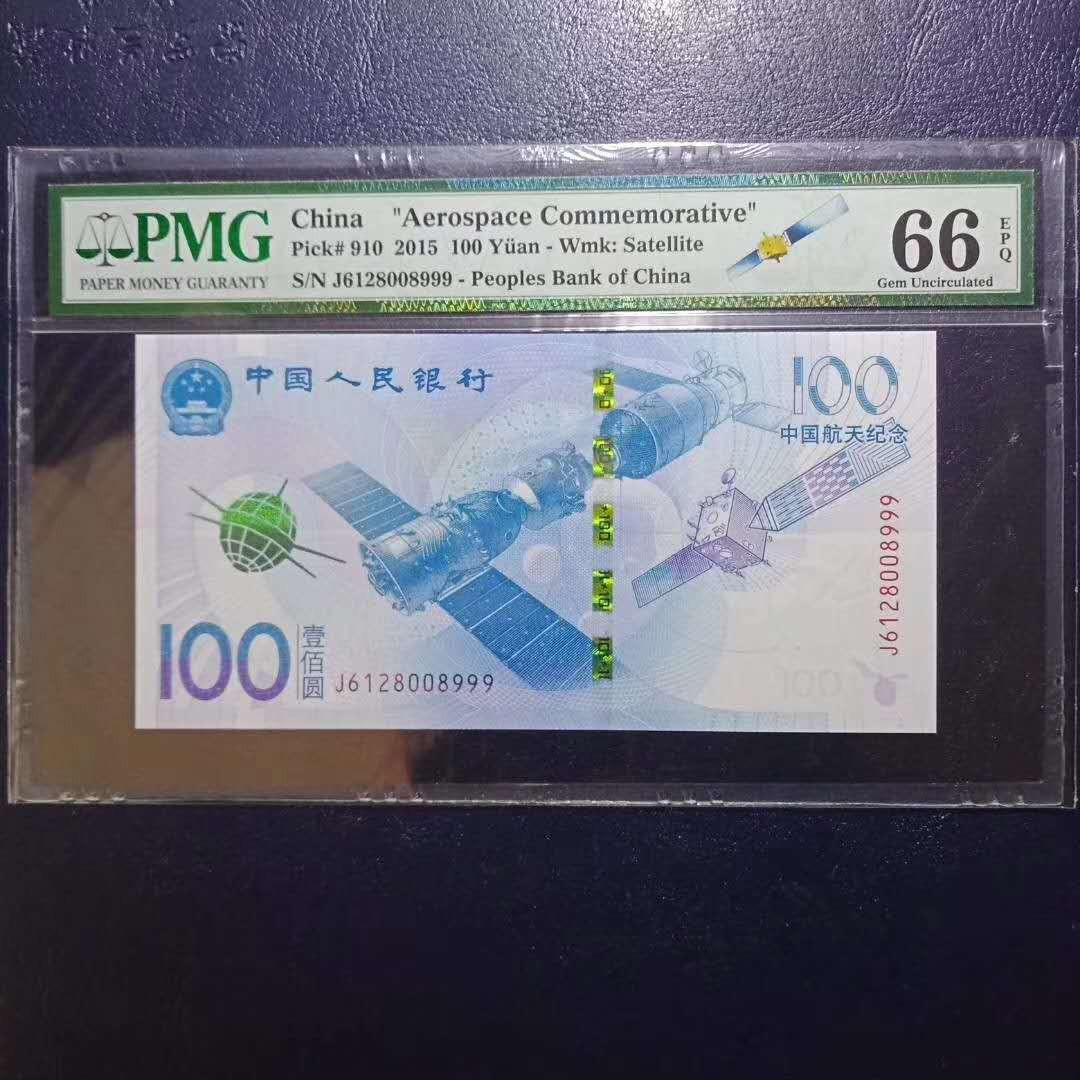 PMG
PAPER MONEY GUARANTY
China "Aerospace Commemorative"
Pick# 910 2015 100 Yüan - Wmk: Satellite
S/N J6128008999 - Peoples Bank of China
66
EPQ
Gem Uncirculated
中国人民银行
100
中国航天纪念
J6128008999
100
壹佰圆
J6128008999